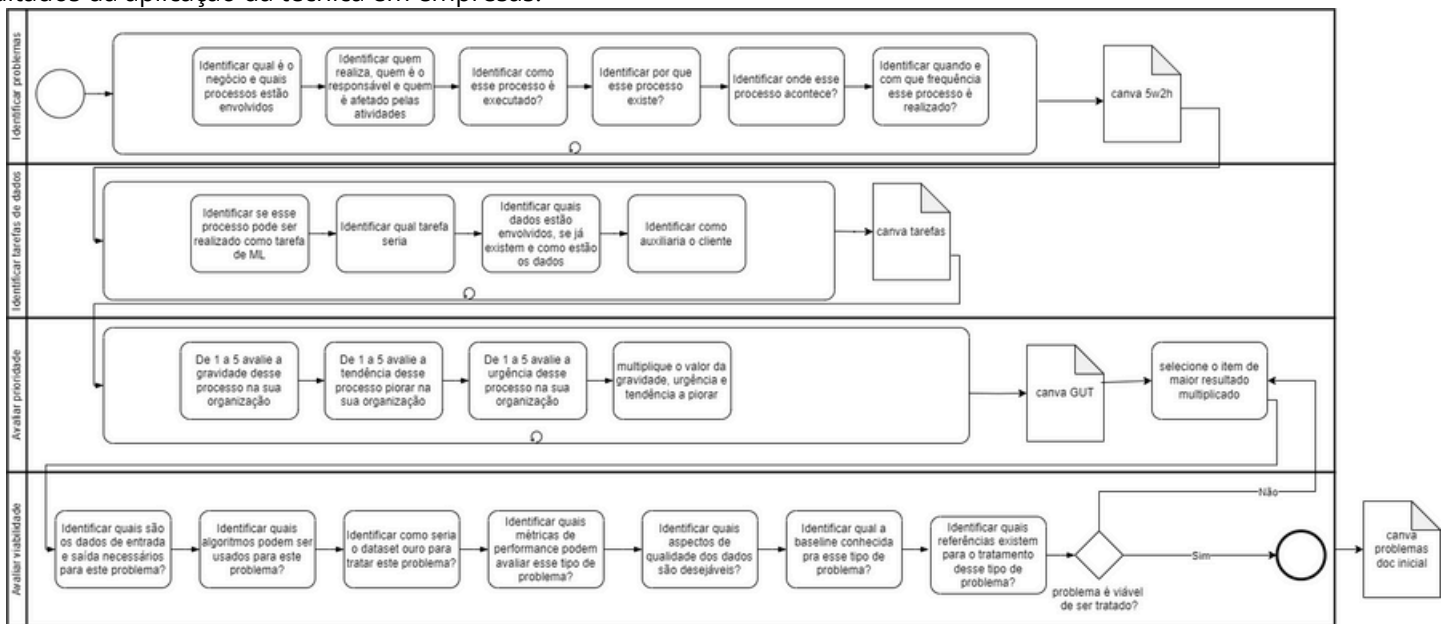 da aplicação da técnica em empresas.
Identificar problemas
Identificar qual é o
negócio e quais
processos estão
envolvidos
Identificar quem
realiza, quem é o
responsável e quem
é afetado pelas
atividades
Identificar como
esse processo é
executado?
Identificar por que
esse processo
existe?
Identificar onde esse
processo acontece?
Identificar quando e
com que frequência
esse processo é
realizado?
canva 5w2h
Identificar tarefas de dados
Identificar se esse
processo pode ser
realizado como tarefa
de ML
Identificar qual tarefa
seria
Identificar quais
dados estão
envolvidos, se já
existem e como estão
os dados
Identificar como
auxiliaria o cliente
canva tarefas
Avaliar prioridade
De 1 a 5 avalie a
gravidade desse
processo na sua
organização
De 1 a 5 avalie a
tendência desse
processo piorar na
sua organização
De 1 a 5 avalie a
urgência desse
processo na sua
organização
multiplique o valor da
gravidade, urgência e
tendência a piorar
canva GUT
selecione o item de
maior resultado
multiplicado
Avaliar viabilidade
Identificar quais são
os dados de entrada
e saída necessários
para este problema?
Identificar quais
algoritmos podem ser
usados para este
problema?
Identificar como seria
o dataset ouro para
tratar este problema?
Identificar quais
métricas de
performance podem
avaliar esse tipo de
problema?
Identificar quais
aspectos de
qualidade dos dados
são desejáveis?
Identificar qual a
baseline conhecida
pra esse tipo de
problema?
Identificar quais
referências existem
para o tratamento
desse tipo de
problema?
problema é viável
de ser tratado?
Não
Sim
canva
problemas
doc inicial